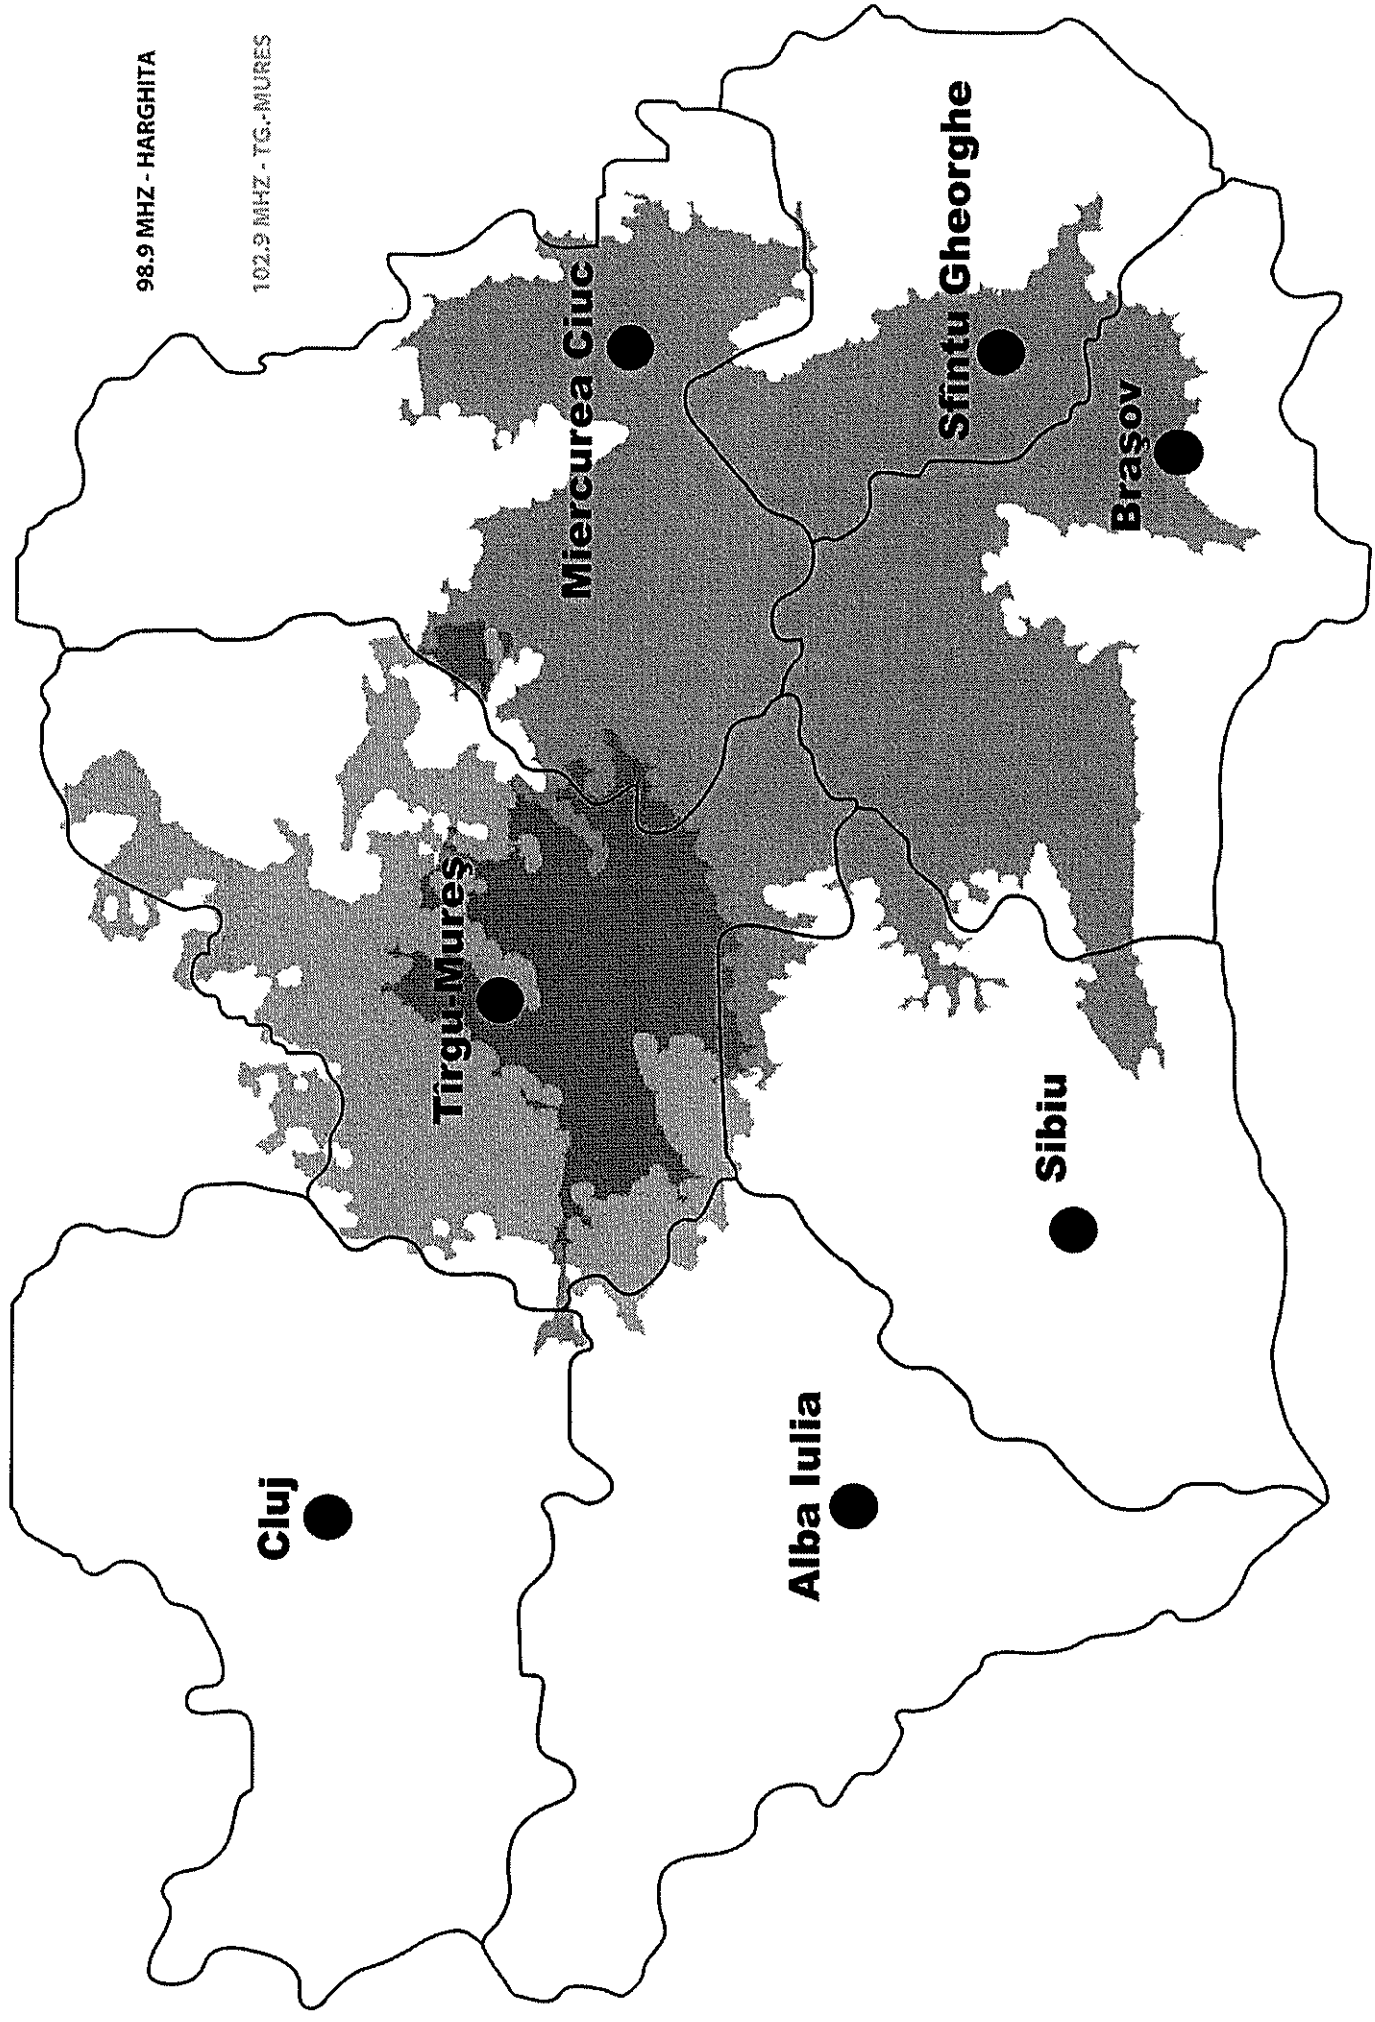 98.9 MHZ - HARGHITA
102.9 MHZ - TG.-MURES
Cluj
Tîrgu-Mureş
Miercurea Ciuc
Alba Iulia
Sfîntu Gheorghe
Sibiu
Braşov